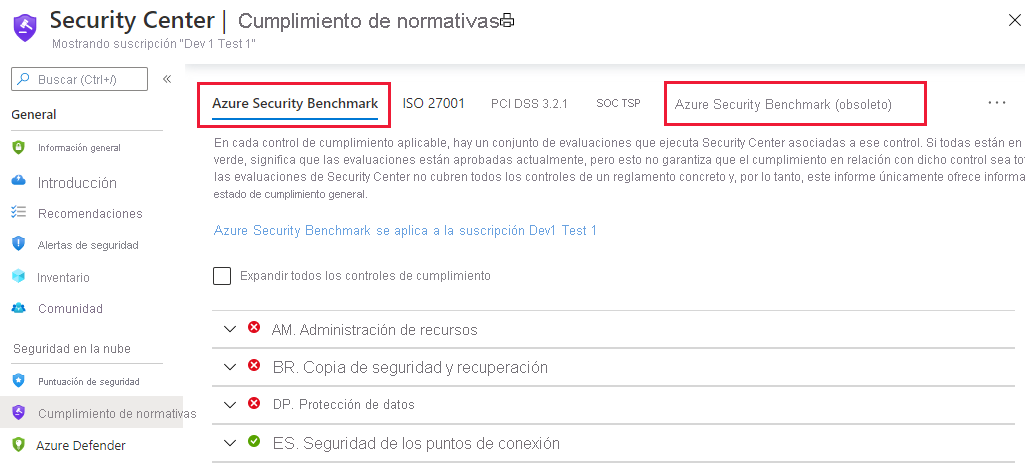 Security Center | Cumplimiento de normativas
Mostrando suscripción "Dev 1 Test 1"
Buscar (Ctrl+/)
«
General
Información general
Introducción
Recomendaciones
Alertas de seguridad
Inventario
Comunidad
Seguridad en la nube
Puntuación de seguridad
Cumplimiento de normativas
Azure Defender
Azure Security Benchmark ISO 27001 PCI DSS 3.2.1 SOC TSP Azure Security Benchmark (obsoleto) ...
En cada control de cumplimiento aplicable, hay un conjunto de evaluaciones que ejecuta Security Center asociadas a ese control. Si todas están en
verde, significa que las evaluaciones están aprobadas actualmente, pero esto no garantiza que el cumplimiento en relación con dicho control sea tot
las evaluaciones de Security Center no cubren todos los controles de un reglamento concreto y, por lo tanto, este informe únicamente ofrece informa
estado de cumplimiento general.
Azure Security Benchmark se aplica a la suscripción Dev1 Test 1
Expandir todos los controles de cumplimiento
AM. Administración de recursos
BR. Copia de seguridad y recuperación
DP. Protección de datos
ES. Seguridad de los puntos de conexión